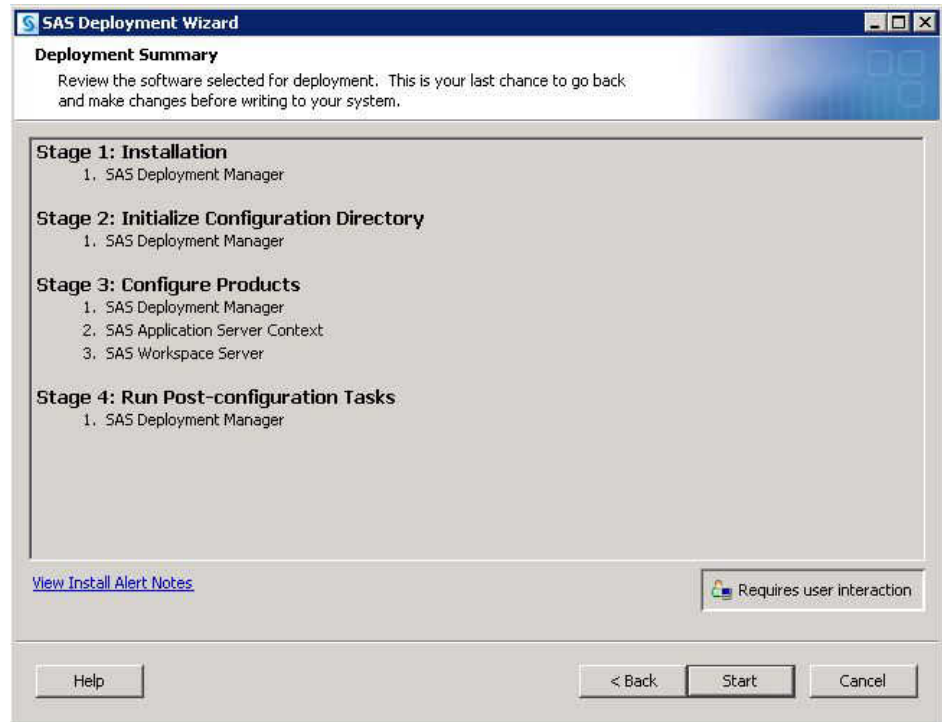 SAS Deployment Wizard
Deployment Summary
Review the software selected for deployment. This is your last chance to go back
and make changes before writing to your system.
Stage 1: Installation
1. SAS Deployment Manager
Stage 2: Initialize Configuration Directory
1. SAS Deployment Manager
Stage 3: Configure Products
1. SAS Deployment Manager
2. SAS Application Server Context
3. SAS Workspace Server
Stage 4: Run Post-configuration Tasks
1. SAS Deployment Manager
View Install Alert Notes
Requires user interaction
Help
< Back
Start
Cancel